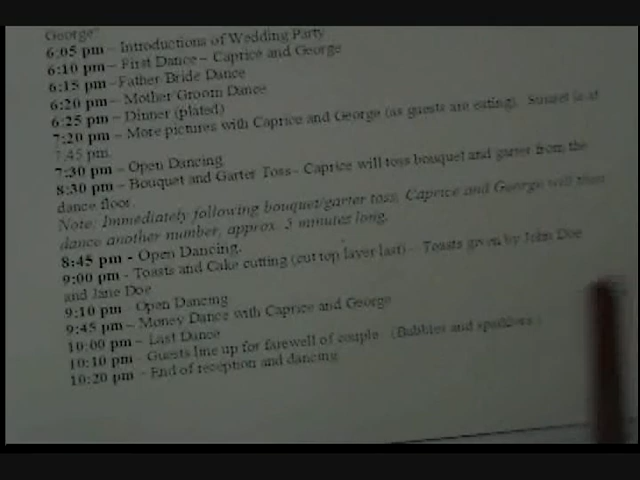 George"
6:05 pm – Introductions of Wedding Party
6:10 pm – First Dance – Caprice and George
6:15 pm –Father Bride Dance
6:20 pm – Mother Groom Dance
6:25 pm – Dinner (plated)
7:20 pm – More pictures with Caprice and George (as guests are eating). Sunset is at
7:45 pm.
7:30 pm – Open Dancing
8:30 pm – Bouquet and Garter Toss– Caprice will toss bouquet and garter from the
dance floor.
Note: Immediately following bouquet/garter toss, Caprice and George will then
dance another number, approx. 3 minutes long.
8:45 pm - Open Dancing.
9:00 pm - Toasts and Cake cutting (cut top layer last) – Toasts given by John Doe
and Jane Doe
9:10 pm – Open Dancing
9:45 pm – Money Dance with Caprice and George
10:00 pm – Last Dance
10:10 pm – Guests line up for farewell of couple (Bubbles and sparklers)
10:20 pm – End of reception and dancing